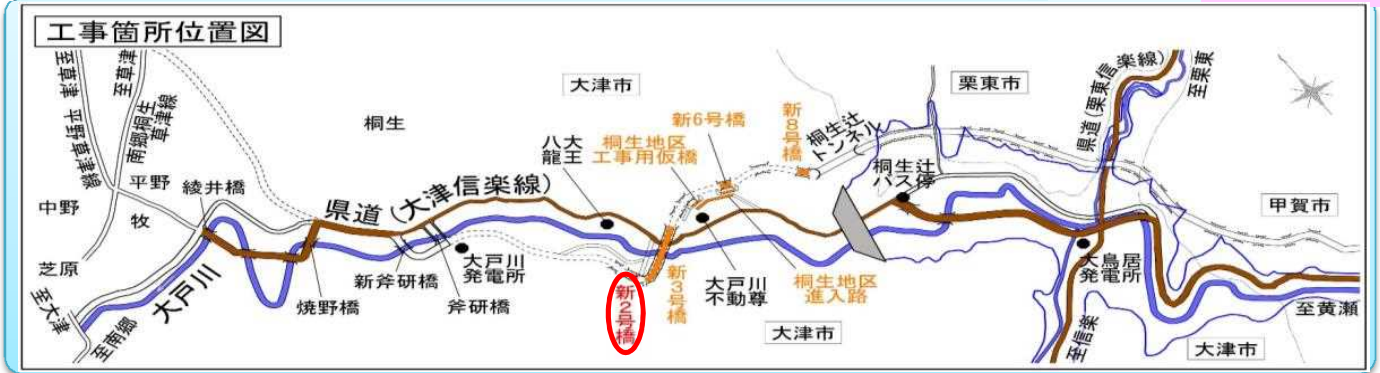 工事箇所位置図
至草津
平野草津線
至草津
南郷桐生
草津線
中野
平野
牧
芝原
至大津
至南郷
大戸川
綾井橋
桐生
県道(大津信楽線)
焼野橋
新斧研橋
斧研橋
大戸川
発電所
大津市
八大
龍王
桐生地区
工事用仮橋
新6号橋
新8号橋
桐生辻
トンネル
新2号橋
新3号橋
大戸川
不動尊
桐生地区
進入路
大津市
桐生辻
バス停
栗東市
県道(栗東信楽線)
至栗東
甲賀市
大鳥居
発電所
至信楽
至黄瀬
大津市